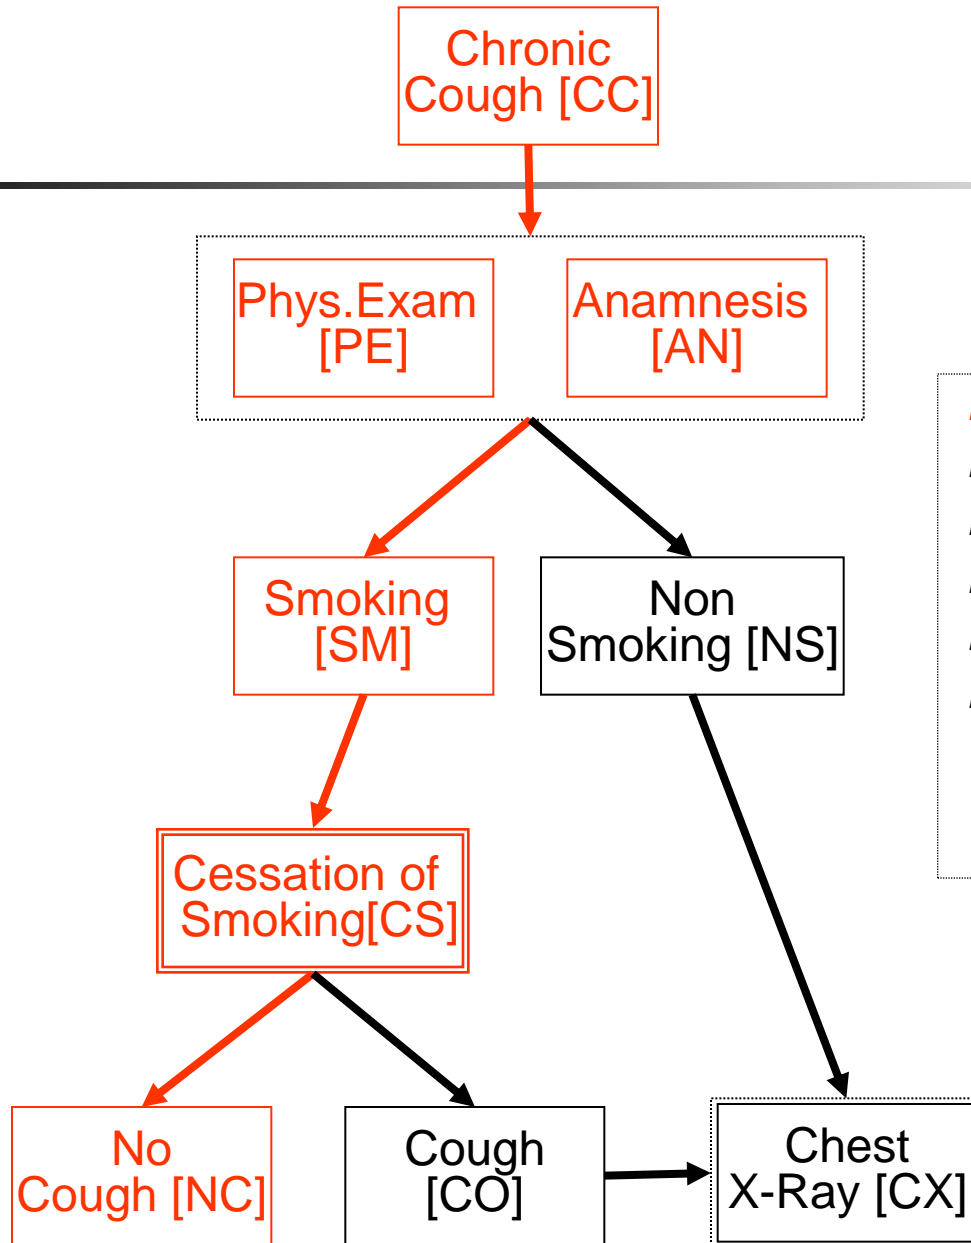 Chronic
Cough [CC]
Phys.Exam
[PE]
Anamnesis
[AN]
Smoking
[SM]
Non
Smoking [NS]
Cessation of
Smoking[CS]
No
Cough [NC]
Cough
[CO]
Chest
X-Ray [CX]